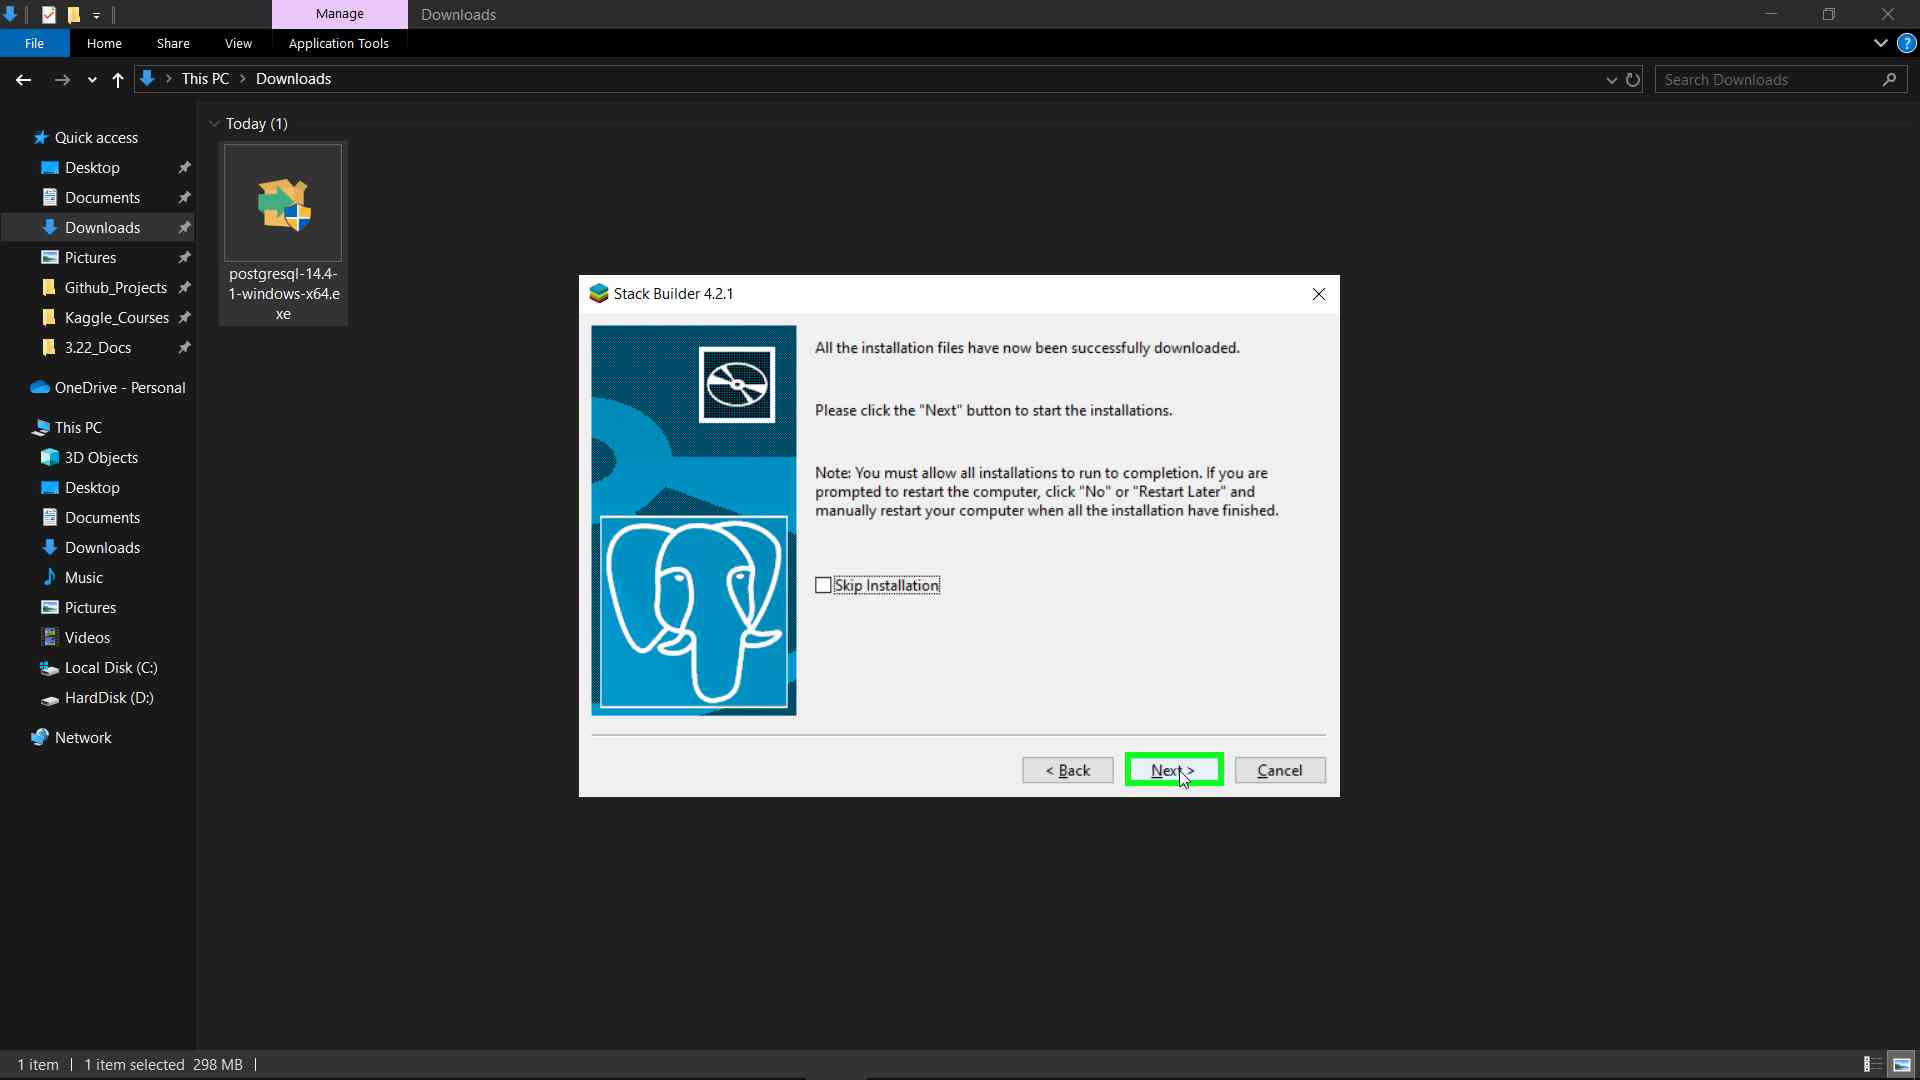 Manage
Downloads
File
Home
Share
View
Application Tools
?
This PC > Downloads
Search Downloads
Quick access
Desktop
Documents
Downloads
Pictures
Github_Projects
Kaggle_Courses
3.22_Docs
OneDrive - Personal
This PC
3D Objects
Desktop
Documents
Downloads
Music
Pictures
Videos
Local Disk (C:)
HardDisk (D:)
Network
Today (1)
postgresql-14.4-
1-windows-x64.e
xe
Stack Builder 4.2.1
All the installation files have now been successfully downloaded.
Please click the "Next" button to start the installations.
Note: You must allow all installations to run to completion. If you are
prompted to restart the computer, click "No" or "Restart Later" and
manually restart your computer when all the installation have finished.
Skip Installation
< Back
Next >
Cancel
1 item
1 item selected 298 MB